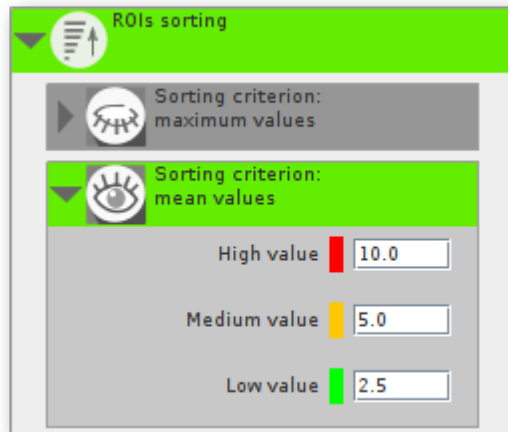 ROIs sorting
Sorting criterion:
maximum values
Sorting criterion:
mean values
High value 10.0
Medium value 5.0
Low value 2.5